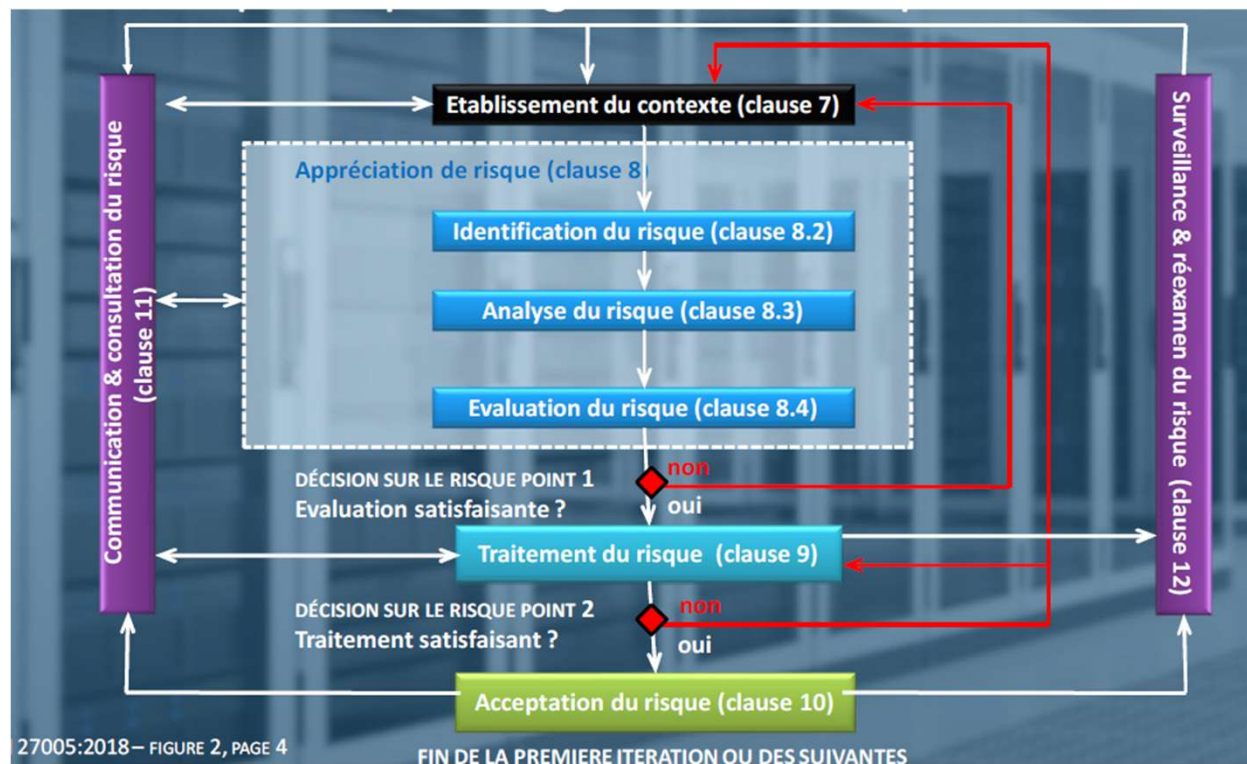 Etablissement du contexte (clause 7)
Appréciation de risque (clause 8)
Identification du risque (clause 8.2)
Analyse du risque (clause 8.3)
Evaluation du risque (clause 8.4)
DÉCISION SUR LE RISQUE POINT 1
Evaluation satisfaisante ?
non
oui
Traitement du risque (clause 9)
DÉCISION SUR LE RISQUE POINT 2
Traitement satisfaisant ?
non
oui
Acceptation du risque (clause 10)
Communication & consultation du risque
(clause 11)
Surveillance & réexamen du risque (clause 12)
27005:2018 – FIGURE 2, PAGE 4
FIN DE LA PREMIERE ITERATION OU DES SUIVANTES